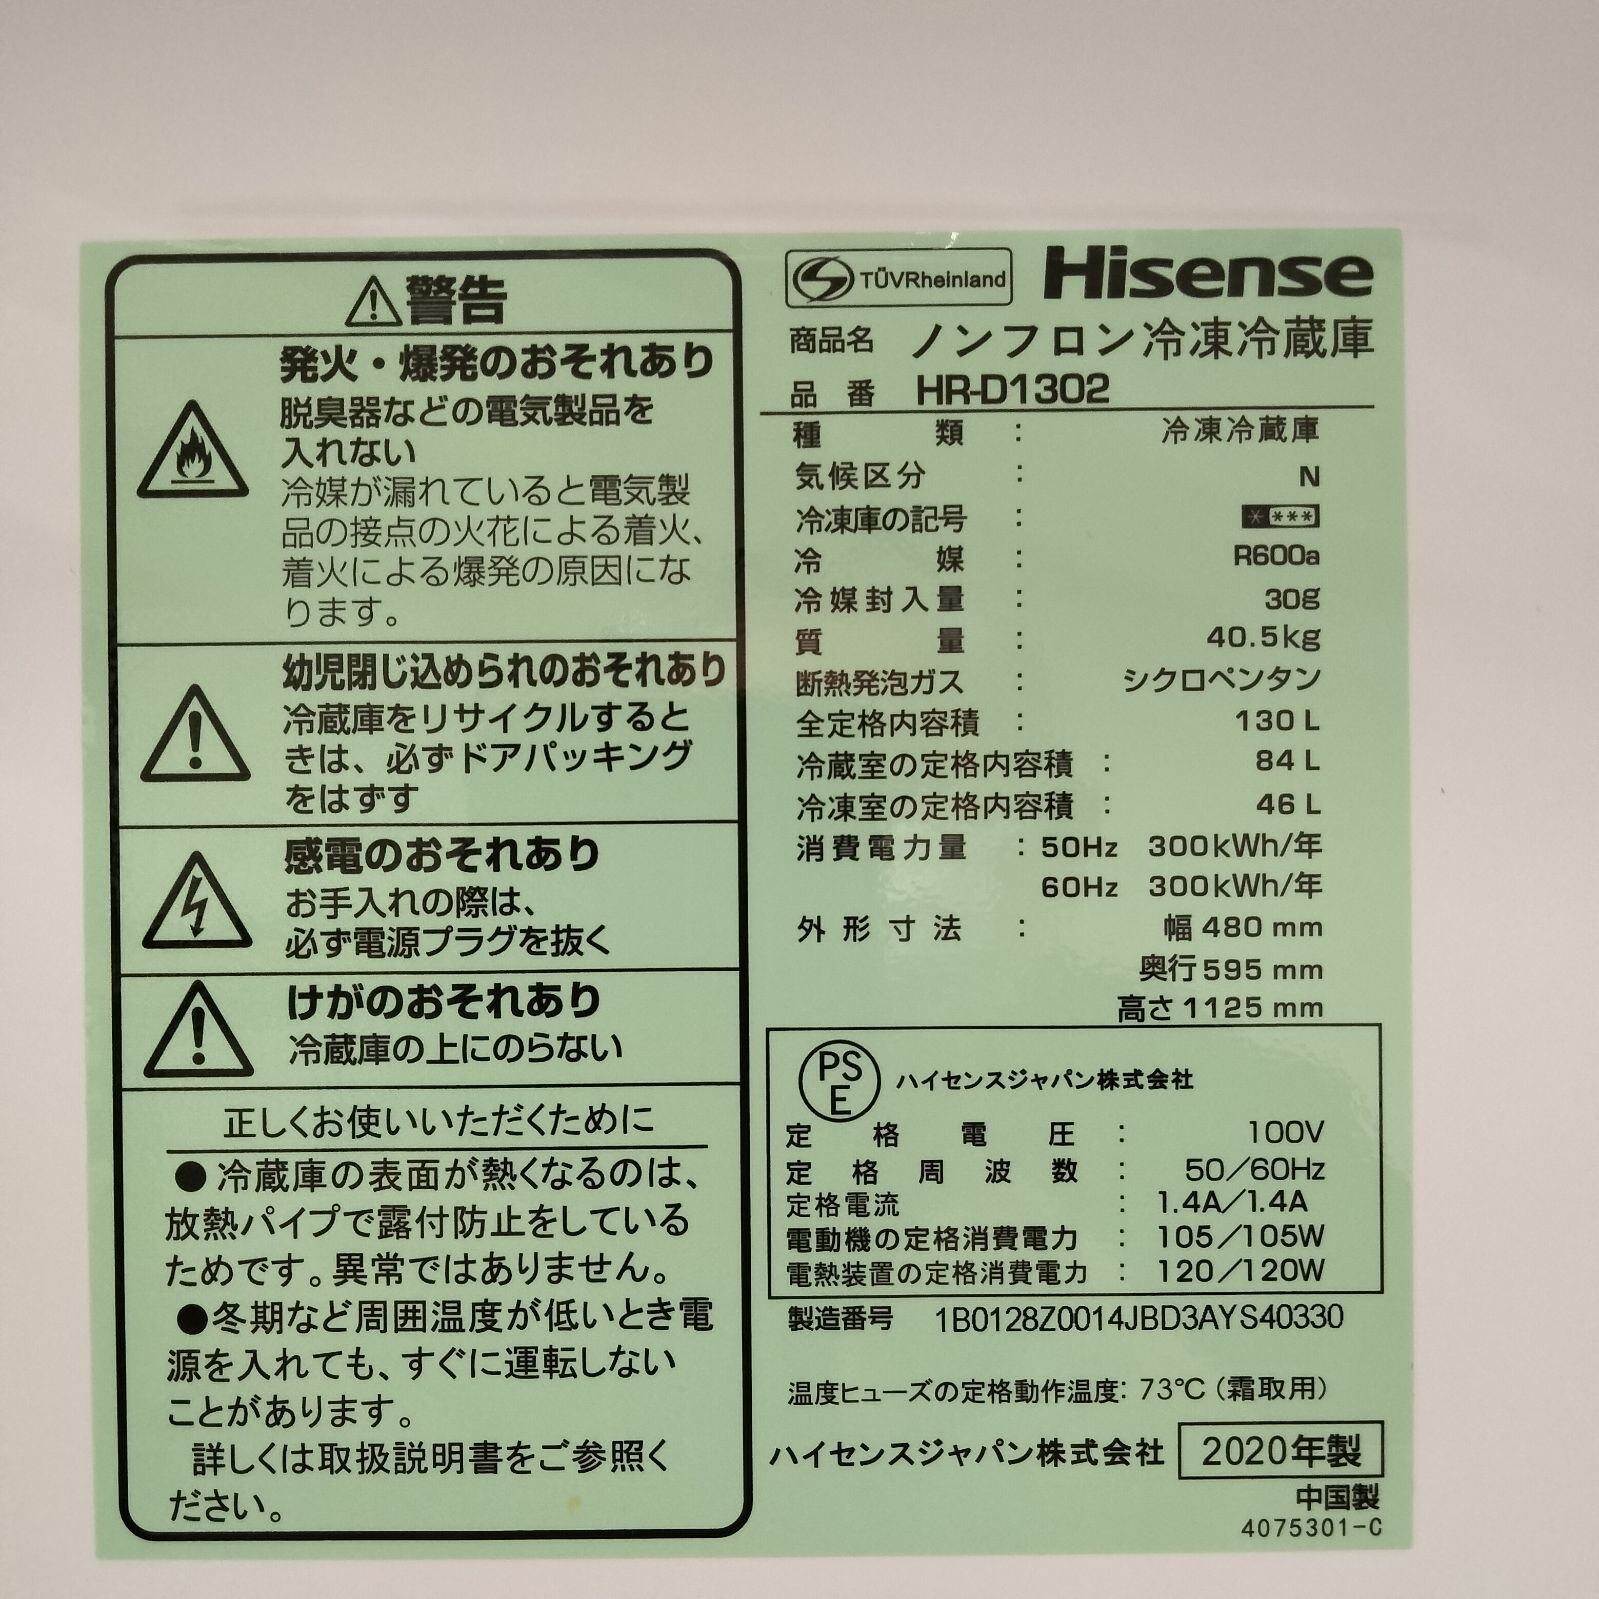 警告
発火・爆発のおそれあり
脱臭器などの電気製品を
入れない
冷媒が漏れていると電気製
品の接点の火花による着火、
着火による爆発の原因にな
ります。
幼児閉じ込められのおそれあり
冷蔵庫をリサイクルすると
きは、必ずドアパッキング
をはずす
感電のおそれあり
お手入れの際は、
必ず電源プラグを抜く
けがのおそれあり
冷蔵庫の上にのらない
正しくお使いいただくために
●冷蔵庫の表面が熱くなるのは、
放熱パイプで露付防止をしている
ためです。異常ではありません。
●冬期など周囲温度が低いとき電
源を入れても、すぐに運転しない
ことがあります。
詳しくは取扱説明書をご参照く
ださい。
TÜVRheinland Hisense
商品名 ノンフロン冷凍冷蔵庫
品番 HR-D1302
種類 : 冷凍冷蔵庫
気候区分 : N
冷凍庫の記号 : * ***
冷媒 : R600a
冷媒封入量 : 30g
質量 : 40.5kg
断熱発泡ガス : シクロペンタン
全定格内容積 : 130 L
冷蔵室の定格内容積 : 84 L
冷凍室の定格内容積 : 46 L
消費電力量 : 50Hz 300kWh/年
60Hz 300kWh/年
外形寸法 : 幅 480 mm
奥行 595 mm
高さ 1125 mm
PSE ハイセンスジャパン株式会社
定格電圧 : 100V
定格周波数 : 50/60Hz
定格電流 : 1.4A/1.4A
電動機の定格消費電力 : 105/105W
電熱装置の定格消費電力 : 120/120W
製造番号 1B0128Z0014JBD3AYS40330
温度ヒューズの定格動作温度: 73℃(霜取用)
ハイセンスジャパン株式会社 2020年製
中国製
4075301-C